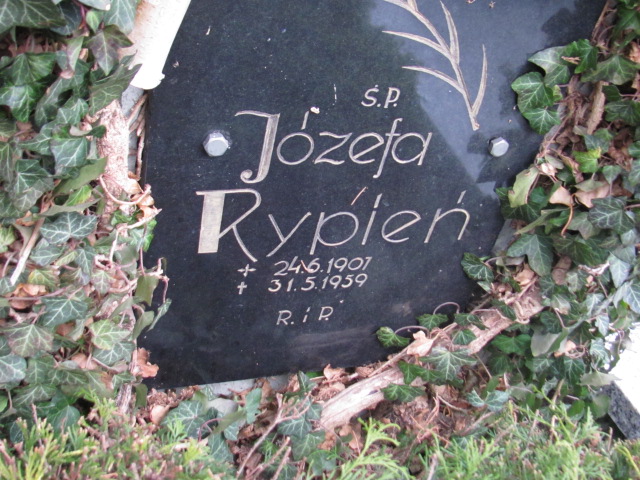 Ś.P.
Józefa
Rypień
+ 24.6.1907
† 31.5.1959
R.i P.